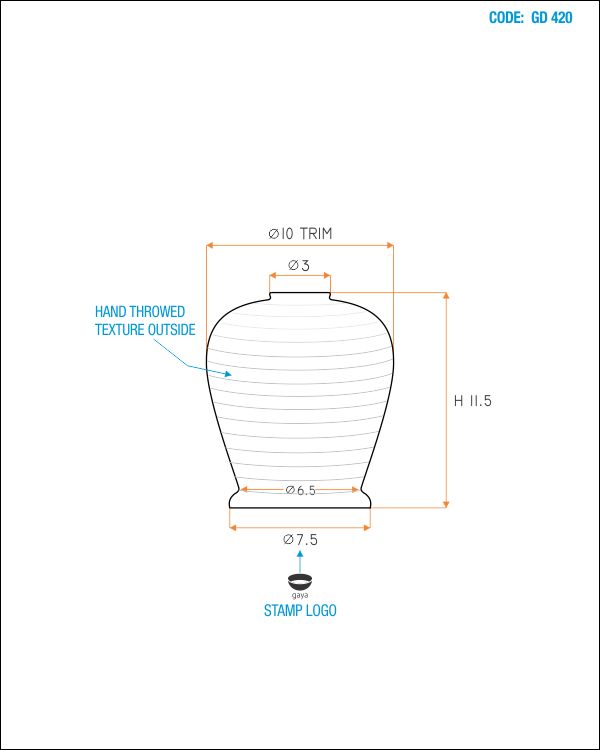 CODE: GD 420
Ø10 TRIM
Ø3
HAND THROWED
TEXTURE OUTSIDE
H 11.5
Ø6.5
Ø7.5
gaya
STAMP LOGO